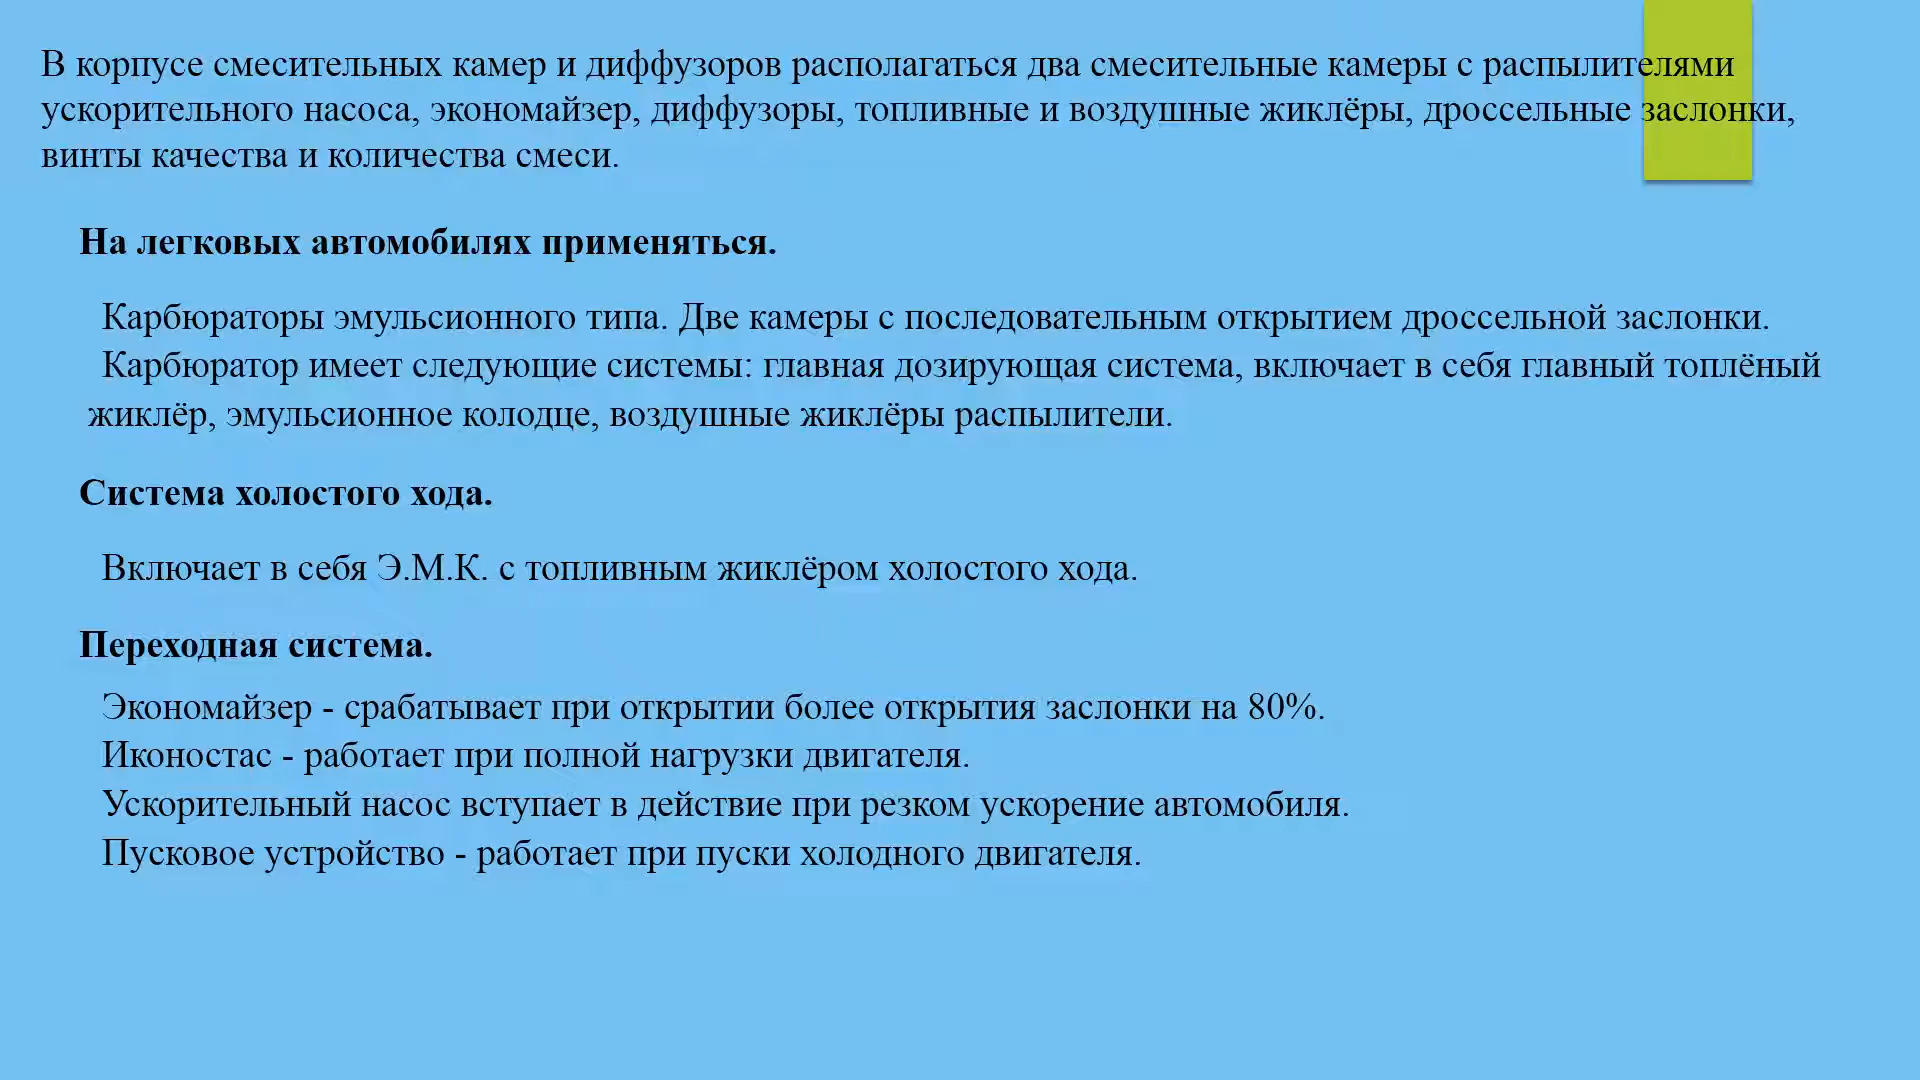 В корпусе смесительных камер и диффузоров располагаться два смесительные камеры с распылителями
ускорительного насоса, экономайзер, диффузоры, топливные и воздушные жиклёры, дроссельные заслонки,
винты качества и количества смеси.
На легковых автомобилях применяться.
Карбюраторы эмульсионного типа. Две камеры с последовательным открытием дроссельной заслонки.
Карбюратор имеет следующие системы: главная дозирующая система, включает в себя главный топлёный
жиклёр, эмульсионное колодце, воздушные жиклёры распылители.
Система холостого хода.
Включает в себя Э.М.К. с топливным жиклёром холостого хода.
Переходная система.
Экономайзер - срабатывает при открытии более открытия заслонки на 80%.
Иконостас - работает при полной нагрузки двигателя.
Ускорительный насос вступает в действие при резком ускорение автомобиля.
Пусковое устройство - работает при пуски холодного двигателя.